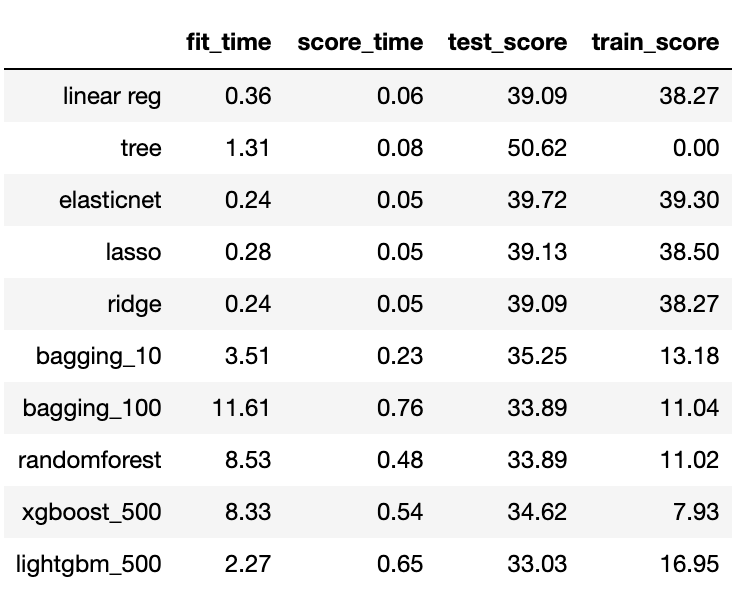 fit_time score_time test_score train_score
linear reg 0.36 0.06 39.09 38.27
tree 1.31 0.08 50.62 0.00
elasticnet 0.24 0.05 39.72 39.30
lasso 0.28 0.05 39.13 38.50
ridge 0.24 0.05 39.09 38.27
bagging_10 3.51 0.23 35.25 13.18
bagging_100 11.61 0.76 33.89 11.04
randomforest 8.53 0.48 33.89 11.02
xgboost_500 8.33 0.54 34.62 7.93
lightgbm_500 2.27 0.65 33.03 16.95